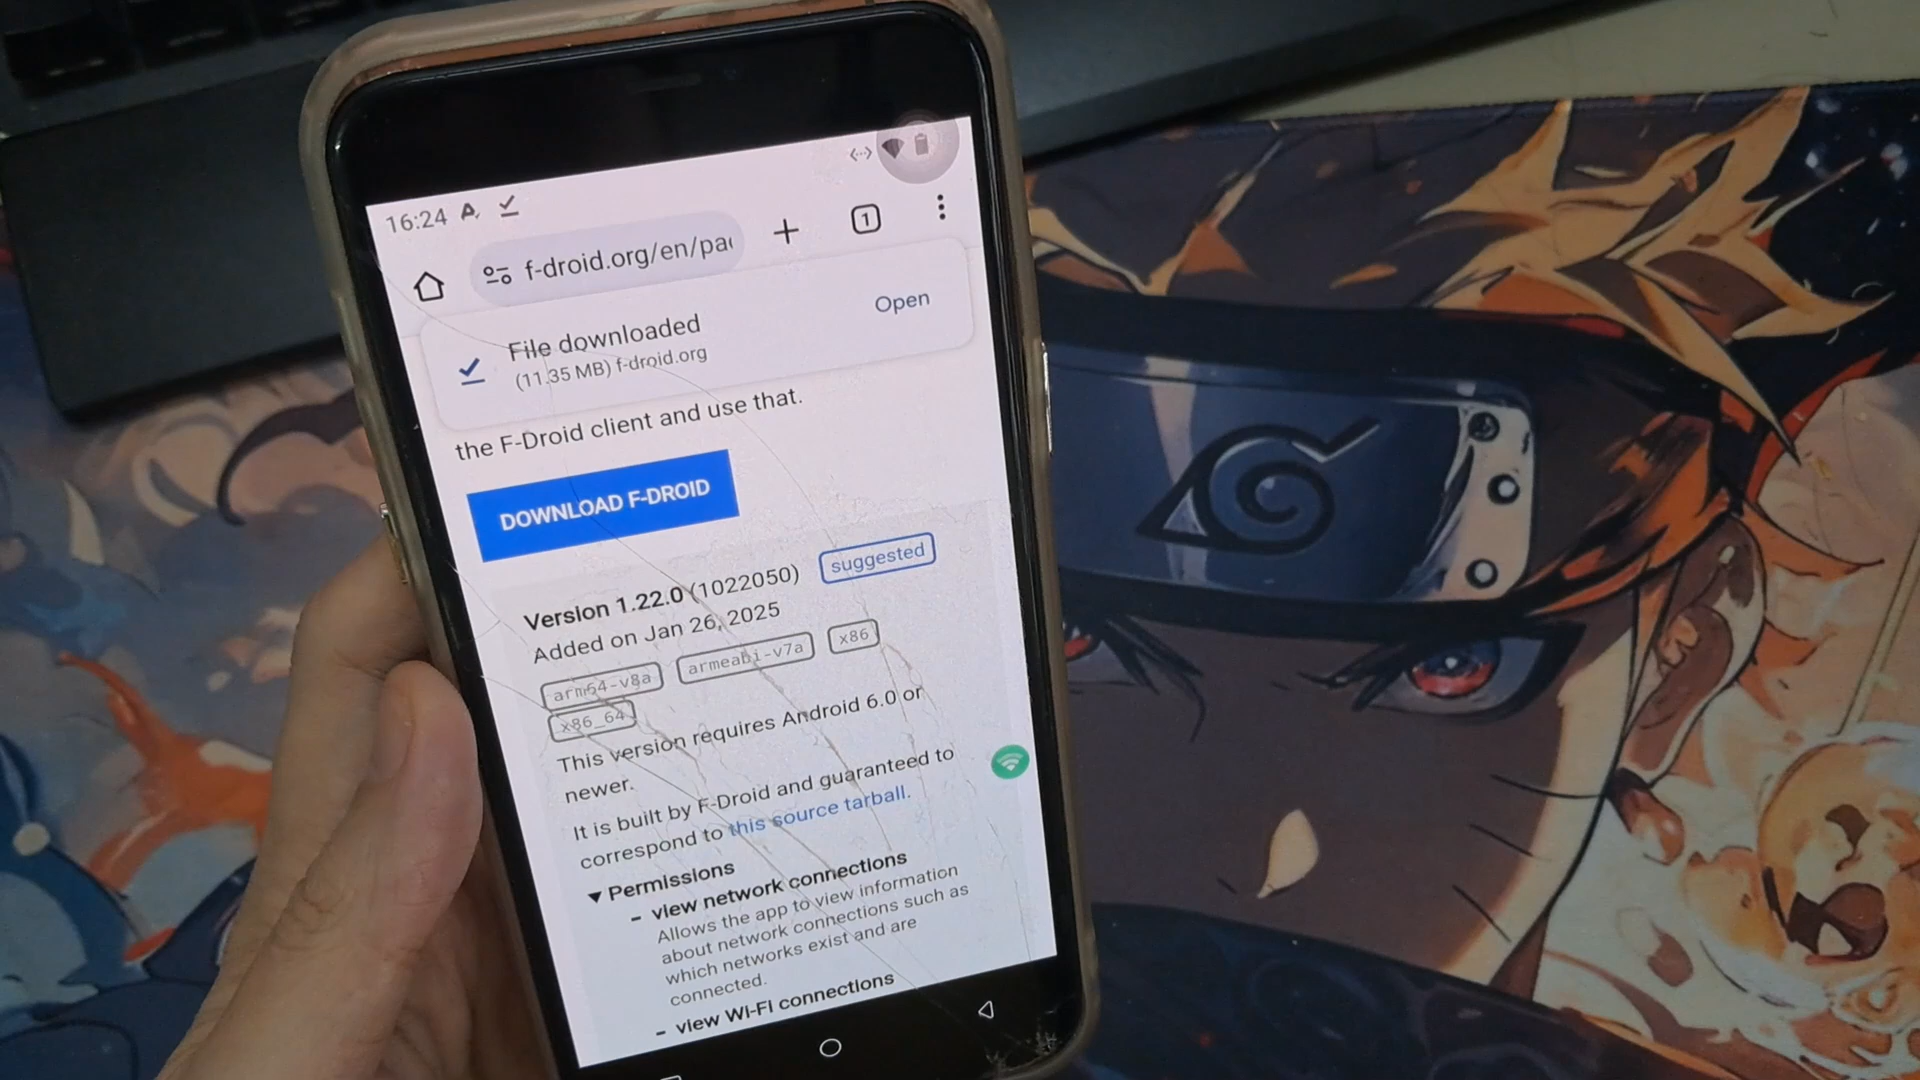 16:24
f-droid.org/en/pa
1
File downloaded
(11.35 MB) f-droid.org
Open
the F-Droid client and use that.
DOWNLOAD F-DROID
Version 1.22.0 (1022050) suggested
Added on Jan 26, 2025
arm64-v8a armeabi-v7a x86
x86_64
This version requires Android 6.0 or
newer.
It is built by F-Droid and guaranteed to
correspond to this source tarball.
▼ Permissions
- view network connections
Allows the app to view information
about network connections such as
which networks exist and are
connected.
- view Wi-Fi connections